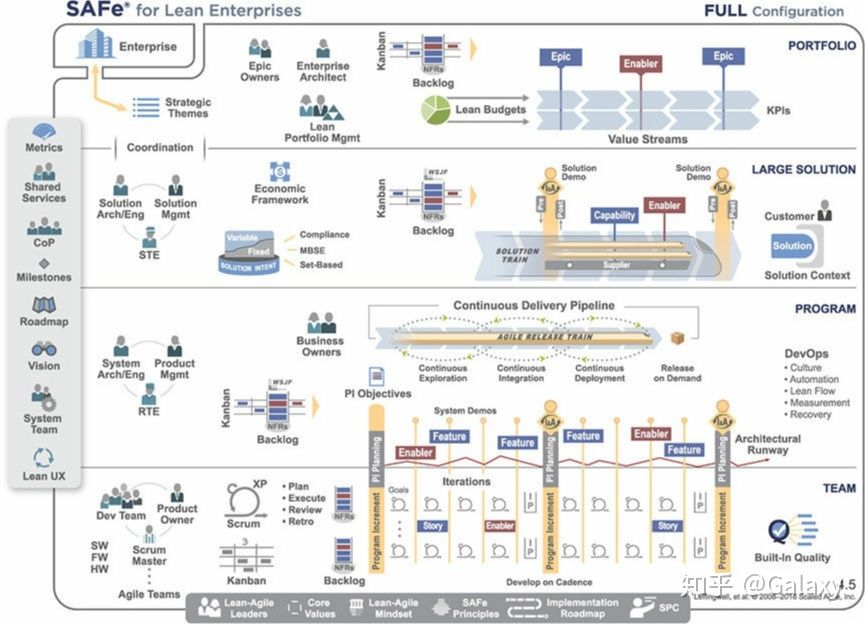 SAFe® for Lean Enterprises
FULL Configuration
Enterprise
Strategic
Themes
Epic
Owners
Enterprise
Architect
Lean
Portfolio Mgmt
Kanban
NFRs
Backlog
Lean Budgets
Epic
Enabler
Epic
KPIs
Value Streams
PORTFOLIO
Metrics
Shared
Services
CoP
Milestones
Roadmap
Vision
System
Team
Lean UX
Coordination
Solution
Arch/Eng
Solution
Mgmt
STE
Economic
Framework
Variable
Fixed
SOLUTION INTENT
Compliance
MBSE
Set-Based
Kanban
WSJF
NFRs
Backlog
SOLUTION
TRAIN
Solution
Demo
I&A
Pre
Post
Capability
Enabler
Supplier
Solution
Demo
I&A
Pre
Post
LARGE SOLUTION
Customer
Solution
Solution Context
PROGRAM
System
Arch/Eng
Product
Mgmt
RTE
Business
Owners
Continuous Delivery Pipeline
AGILE RELEASE TRAIN
Continuous
Exploration
Continuous
Integration
Continuous
Deployment
Release
on Demand
DevOps
• Culture
• Automation
• Lean Flow
• Measurement
• Recovery
Kanban
WSJF
NFRs
Backlog
PI Objectives
System Demos
I&A
I&A
PI Planning
Enabler
Feature
Feature
PI Planning
Feature
Enabler
Feature
PI Planning
Architectural
Runway
TEAM
Dev Team
Product
Owner
SW
FW
HW
Scrum
Master
Agile Teams
XP
Scrum
• Plan
• Execute
• Review
• Retro
NFRs
3
Kanban
NFRs
Backlog
Program Increment
Goals
Iterations
Story
Enabler
I
P
I
P
Program Increment
Story
I
P
I
P
Program Increment
Develop on Cadence
Built-In Quality
4.5
Leffingwell, et al. © 2008–2018 Scaled Agile, Inc.
知乎 @Galaxy
Lean-Agile
Leaders
Core
Values
Lean-Agile
Mindset
SAFe
Principles
Implementation
Roadmap
SPC